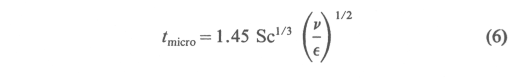 t_micro = 1.45 Sc^{1/3} (ν/ϵ)^{1/2} (6)